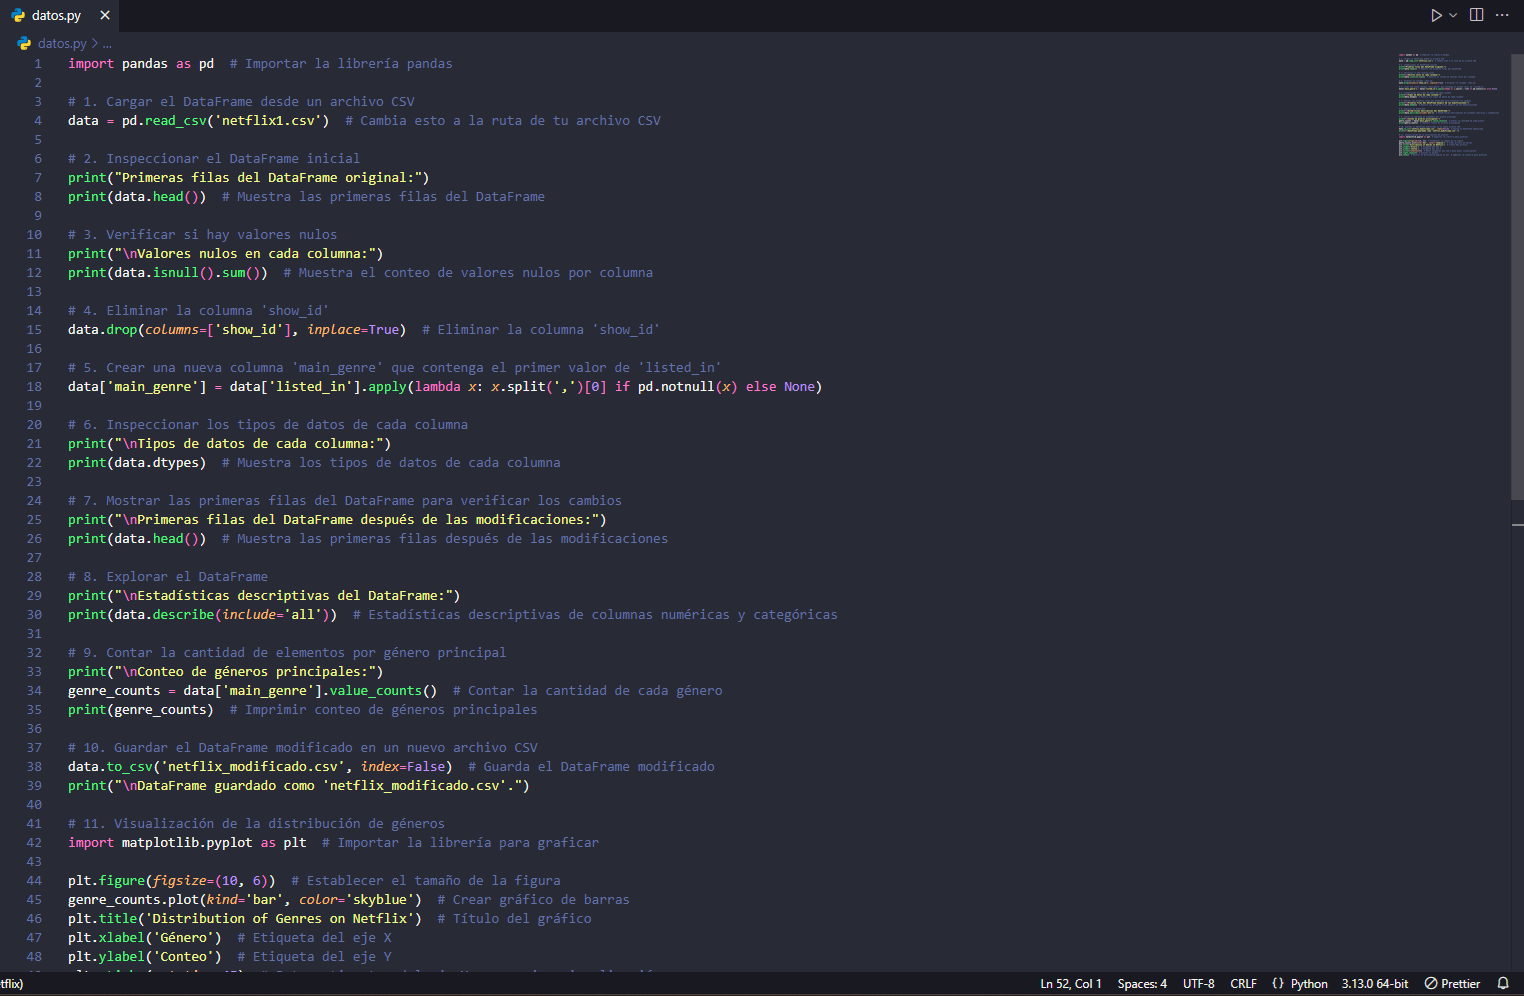 datos.py
datos.py > ...
1 import pandas as pd  # Importar la librería pandas
2
3 # 1. Cargar el DataFrame desde un archivo CSV
4 data = pd.read_csv('netflix1.csv')  # Cambia esto a la ruta de tu archivo CSV
5
6 # 2. Inspeccionar el DataFrame inicial
7 print("Primeras filas del DataFrame original:")
8 print(data.head())  # Muestra las primeras filas del DataFrame
9
10 # 3. Verificar si hay valores nulos
11 print("\nValores nulos en cada columna:")
12 print(data.isnull().sum())  # Muestra el conteo de valores nulos por columna
13
14 # 4. Eliminar la columna 'show_id'
15 data.drop(columns=['show_id'], inplace=True)  # Eliminar la columna 'show_id'
16
17 # 5. Crear una nueva columna 'main_genre' que contenga el primer valor de 'listed_in'
18 data['main_genre'] = data['listed_in'].apply(lambda x: x.split(',')[0] if pd.notnull(x) else None)
19
20 # 6. Inspeccionar los tipos de datos de cada columna
21 print("\nTipos de datos de cada columna:")
22 print(data.dtypes)  # Muestra los tipos de datos de cada columna
23
24 # 7. Mostrar las primeras filas del DataFrame para verificar los cambios
25 print("\nPrimeras filas del DataFrame después de las modificaciones:")
26 print(data.head())  # Muestra las primeras filas después de las modificaciones
27
28 # 8. Explorar el DataFrame
29 print("\nEstadísticas descriptivas del DataFrame:")
30 print(data.describe(include='all'))  # Estadísticas descriptivas de columnas numéricas y categóricas
31
32 # 9. Contar la cantidad de elementos por género principal
33 print("\nConteo de géneros principales:")
34 genre_counts = data['main_genre'].value_counts()  # Contar la cantidad de cada género
35 print(genre_counts)  # Imprimir conteo de géneros principales
36
37 # 10. Guardar el DataFrame modificado en un nuevo archivo CSV
38 data.to_csv('netflix_modificado.csv', index=False)  # Guarda el DataFrame modificado
39 print("\nDataFrame guardado como 'netflix_modificado.csv'.")
40
41 # 11. Visualización de la distribución de géneros
42 import matplotlib.pyplot as plt  # Importar la librería para graficar
43
44 plt.figure(figsize=(10, 6))  # Establecer el tamaño de la figura
45 genre_counts.plot(kind='bar', color='skyblue')  # Crear gráfico de barras
46 plt.title('Distribution of Genres on Netflix')  # Título del gráfico
47 plt.xlabel('Género')  # Etiqueta del eje X
48 plt.ylabel('Conteo')  # Etiqueta del eje Y
tflix) Ln 52, Col 1 Spaces: 4 UTF-8 CRLF {} Python 3.13.0 64-bit Prettier